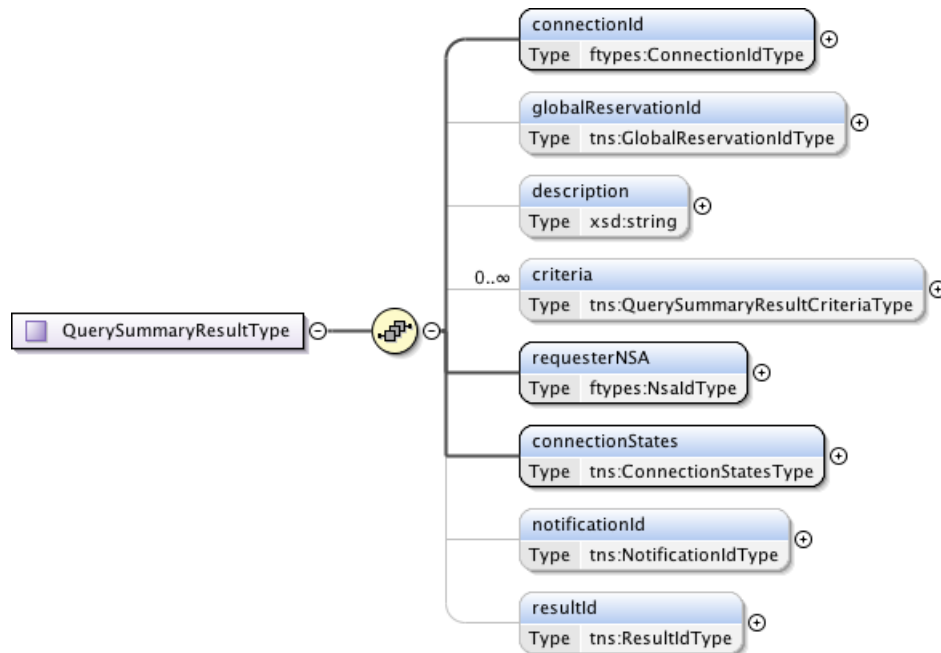 connectionId
Type ftypes:ConnectionIdType
globalReservationId
Type tns:GlobalReservationIdType
description
Type xsd:string
0..∞
criteria
Type tns:QuerySummaryResultCriteriaType
QuerySummaryResultType
requesterNSA
Type ftypes:NsaIdType
connectionStates
Type tns:ConnectionStatesType
notificationId
Type tns:NotificationIdType
resultId
Type tns:ResultIdType